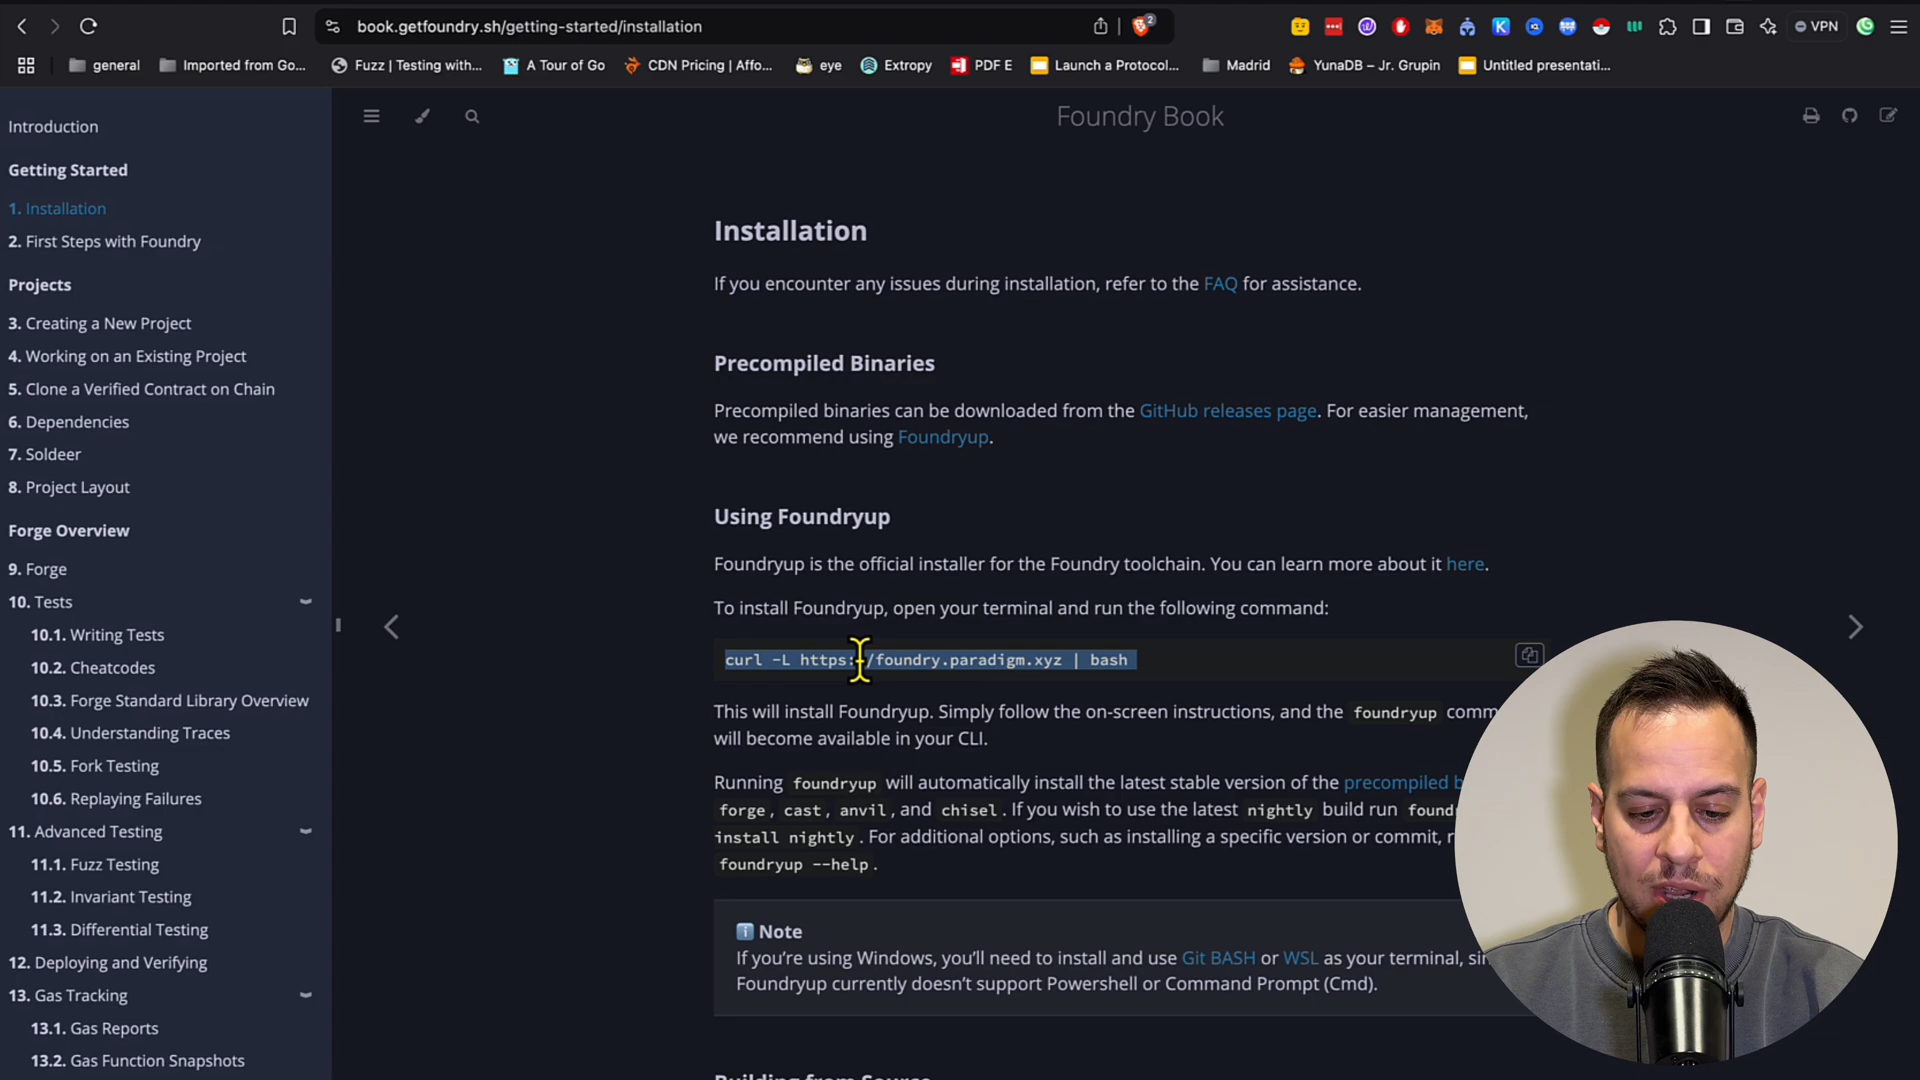 book.getfoundry.sh/getting-started/installation
2
VPN
general
Imported from Go...
Fuzz | Testing with...
A Tour of Go
CDN Pricing | Affo...
eye
Extropy
PDF E
Launch a Protocol...
Madrid
YunaDB – Jr. Grupin
Untitled presentati...
Introduction
Getting Started
1. Installation
2. First Steps with Foundry
Projects
3. Creating a New Project
4. Working on an Existing Project
5. Clone a Verified Contract on Chain
6. Dependencies
7. Soldeer
8. Project Layout
Forge Overview
9. Forge
10. Tests
10.1. Writing Tests
10.2. Cheatcodes
10.3. Forge Standard Library Overview
10.4. Understanding Traces
10.5. Fork Testing
10.6. Replaying Failures
11. Advanced Testing
11.1. Fuzz Testing
11.2. Invariant Testing
11.3. Differential Testing
12. Deploying and Verifying
13. Gas Tracking
13.1. Gas Reports
13.2. Gas Function Snapshots
Foundry Book
Installation
If you encounter any issues during installation, refer to the FAQ for assistance.
Precompiled Binaries
Precompiled binaries can be downloaded from the GitHub releases page. For easier management,
we recommend using Foundryup.
Using Foundryup
Foundryup is the official installer for the Foundry toolchain. You can learn more about it here.
To install Foundryup, open your terminal and run the following command:
curl -L https://foundry.paradigm.xyz | bash
This will install Foundryup. Simply follow the on-screen instructions, and the foundryup comm
will become available in your CLI.
Running foundryup will automatically install the latest stable version of the precompiled b
forge, cast, anvil, and chisel. If you wish to use the latest nightly build run found
install nightly. For additional options, such as installing a specific version or commit, r
foundryup --help.
Note
If you're using Windows, you'll need to install and use Git BASH or WSL as your terminal, sin
Foundryup currently doesn't support Powershell or Command Prompt (Cmd).
Building from Source